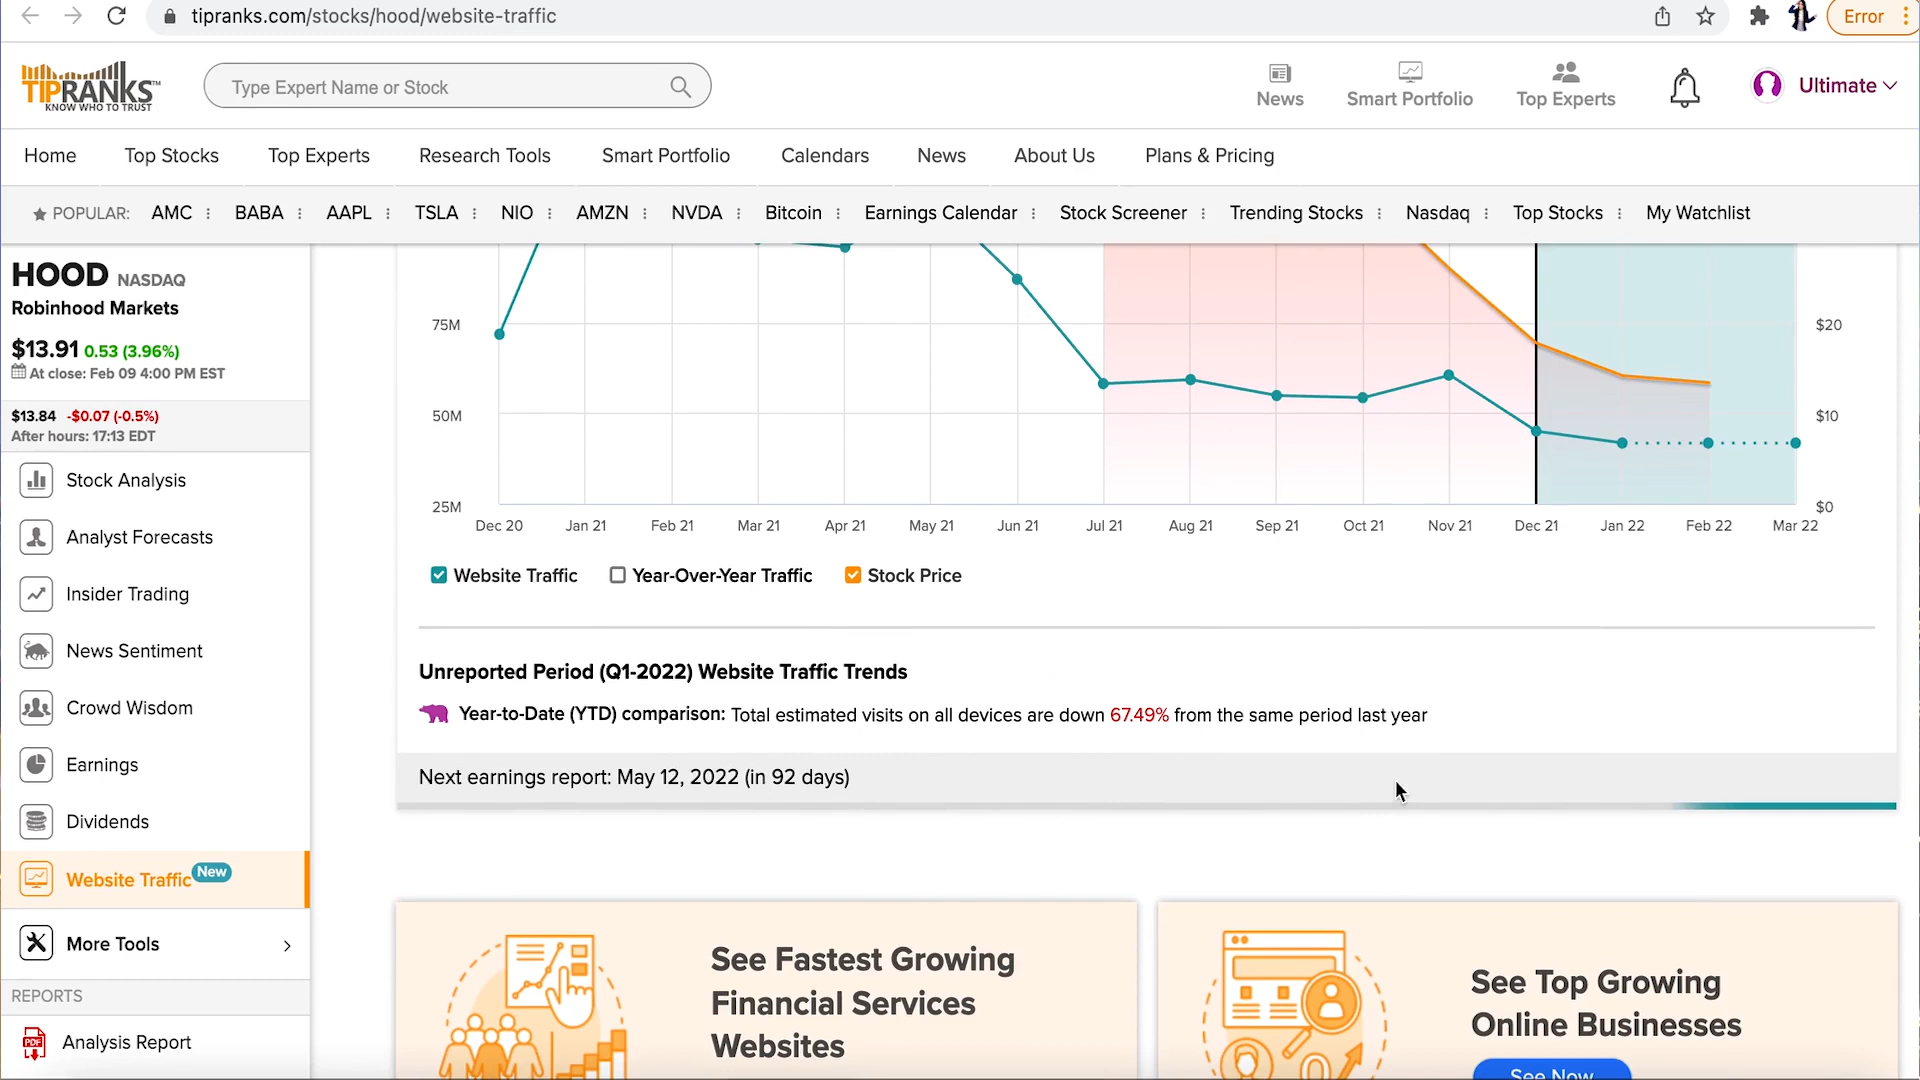 tipranks.com/stocks/hood/website-traffic
Error
TIPRANKS™
KNOW WHO TO TRUST
Type Expert Name or Stock
News
Smart Portfolio
Top Experts
Ultimate
Home
Top Stocks
Top Experts
Research Tools
Smart Portfolio
Calendars
News
About Us
Plans & Pricing
POPULAR:
AMC
BABA
AAPL
TSLA
NIO
AMZN
NVDA
Bitcoin
Earnings Calendar
Stock Screener
Trending Stocks
Nasdaq
Top Stocks
My Watchlist
HOOD NASDAQ
Robinhood Markets
$13.91 0.53 (3.96%)
At close: Feb 09 4:00 PM EST
$13.84 -$0.07 (-0.5%)
After hours: 17:13 EDT
Stock Analysis
Analyst Forecasts
Insider Trading
News Sentiment
Crowd Wisdom
Earnings
Dividends
Website Traffic New
More Tools
REPORTS
PDF
Analysis Report
75M
50M
25M
$20
$10
$0
Dec 20
Jan 21
Feb 21
Mar 21
Apr 21
May 21
Jun 21
Jul 21
Aug 21
Sep 21
Oct 21
Nov 21
Dec 21
Jan 22
Feb 22
Mar 22
Website Traffic
Year-Over-Year Traffic
Stock Price
Unreported Period (Q1-2022) Website Traffic Trends
Year-to-Date (YTD) comparison: Total estimated visits on all devices are down 67.49% from the same period last year
Next earnings report: May 12, 2022 (in 92 days)
See Fastest Growing
Financial Services
Websites
See Top Growing
Online Businesses
See Now